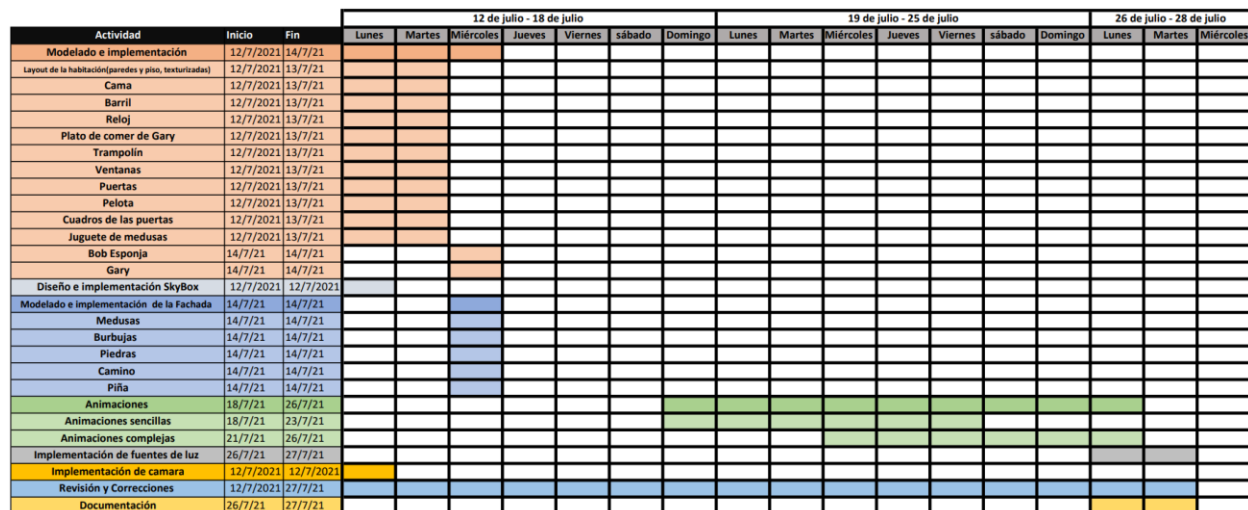 12 de julio - 18 de julio 19 de julio - 25 de julio 26 de julio - 28 de julio
Actividad Inicio Fin Lunes Martes Miércoles Jueves Viernes sábado Domingo Lunes Martes Miércoles Jueves Viernes sábado Domingo Lunes Martes Miércoles
Modelado e implementación 12/7/2021 14/7/21
Layout de la habitación(paredes y piso, texturizadas) 12/7/2021 13/7/21
Cama 12/7/2021 13/7/21
Barril 12/7/2021 13/7/21
Reloj 12/7/2021 13/7/21
Plato de comer de Gary 12/7/2021 13/7/21
Trampolín 12/7/2021 13/7/21
Ventanas 12/7/2021 13/7/21
Puertas 12/7/2021 13/7/21
Pelota 12/7/2021 13/7/21
Cuadros de las puertas 12/7/2021 13/7/21
Juguete de medusas 12/7/2021 13/7/21
Bob Esponja 14/7/21 14/7/21
Gary 14/7/21 14/7/21
Diseño e implementación SkyBox 12/7/2021 12/7/2021
Modelado e implementación de la Fachada 14/7/21 14/7/21
Medusas 14/7/21 14/7/21
Burbujas 14/7/21 14/7/21
Piedras 14/7/21 14/7/21
Camino 14/7/21 14/7/21
Piña 14/7/21 14/7/21
Animaciones 18/7/21 26/7/21
Animaciones sencillas 18/7/21 23/7/21
Animaciones complejas 21/7/21 26/7/21
Implementación de fuentes de luz 26/7/21 27/7/21
Implementación de camara 12/7/2021 12/7/2021
Revisión y Correcciones 12/7/2021 27/7/21
Documentación 26/7/21 27/7/21